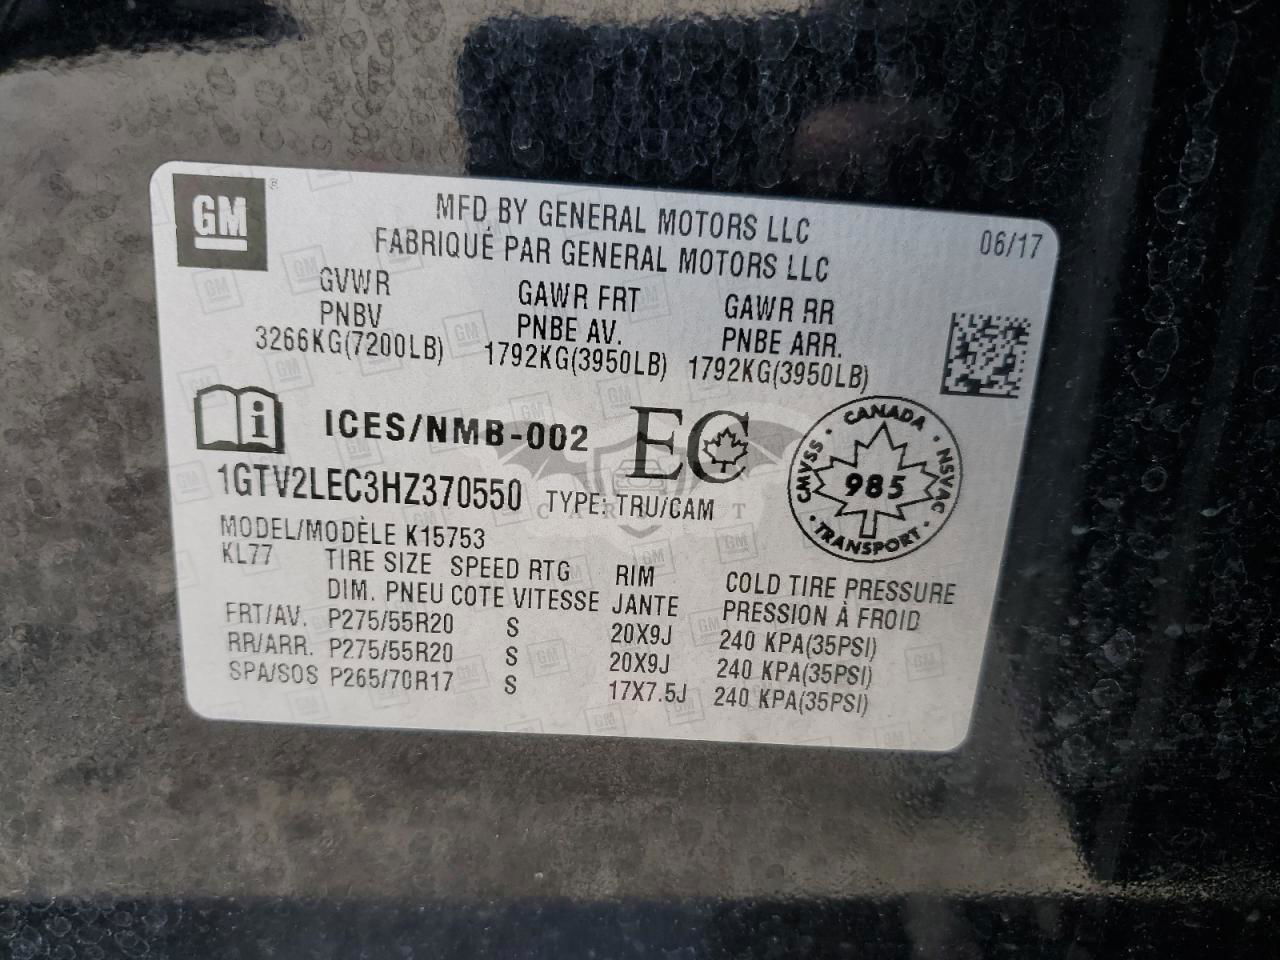 GM
MFD BY GENERAL MOTORS LLC
FABRIQUÉ PAR GENERAL MOTORS LLC
06/17
GVWR GAWR FRT GAWR RR
PNBV PNBE AV. PNBE ARR.
3266KG(7200LB) 1792KG(3950LB) 1792KG(3950LB)
ICES/NMB-002 EC
CANADA · NSVAC · TRANSPORT · CMVSS ·
985
1GTV2LEC3HZ370550 TYPE: TRU/CAM
MODEL/MODÈLE K15753
KL77 TIRE SIZE SPEED RTG RIM COLD TIRE PRESSURE
DIM. PNEU COTE VITESSE JANTE PRESSION À FROID
FRT/AV. P275/55R20 S 20X9J 240 KPA(35PSI)
RR/ARR. P275/55R20 S 20X9J 240 KPA(35PSI)
SPA/SOS P265/70R17 S 17X7.5J 240 KPA(35PSI)